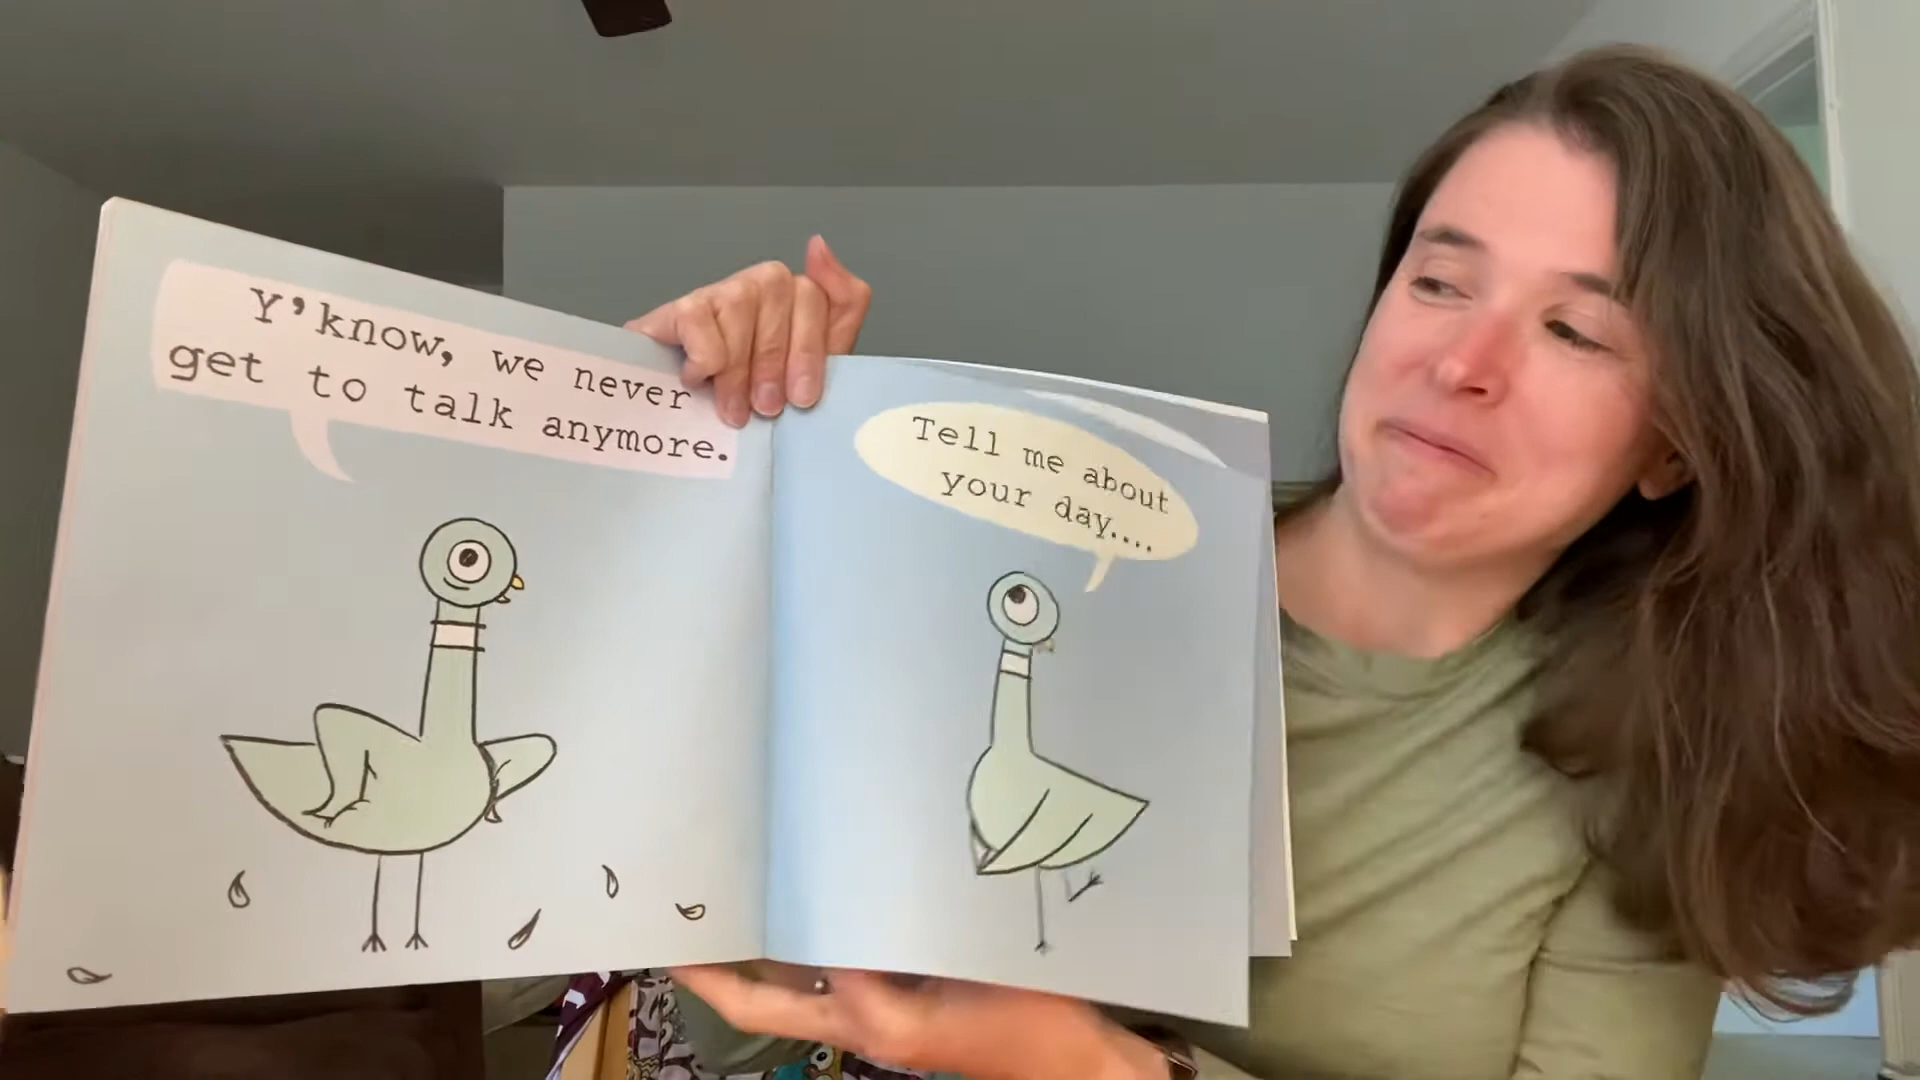 Y'know, we never
get to talk anymore.
Tell me about
your day....